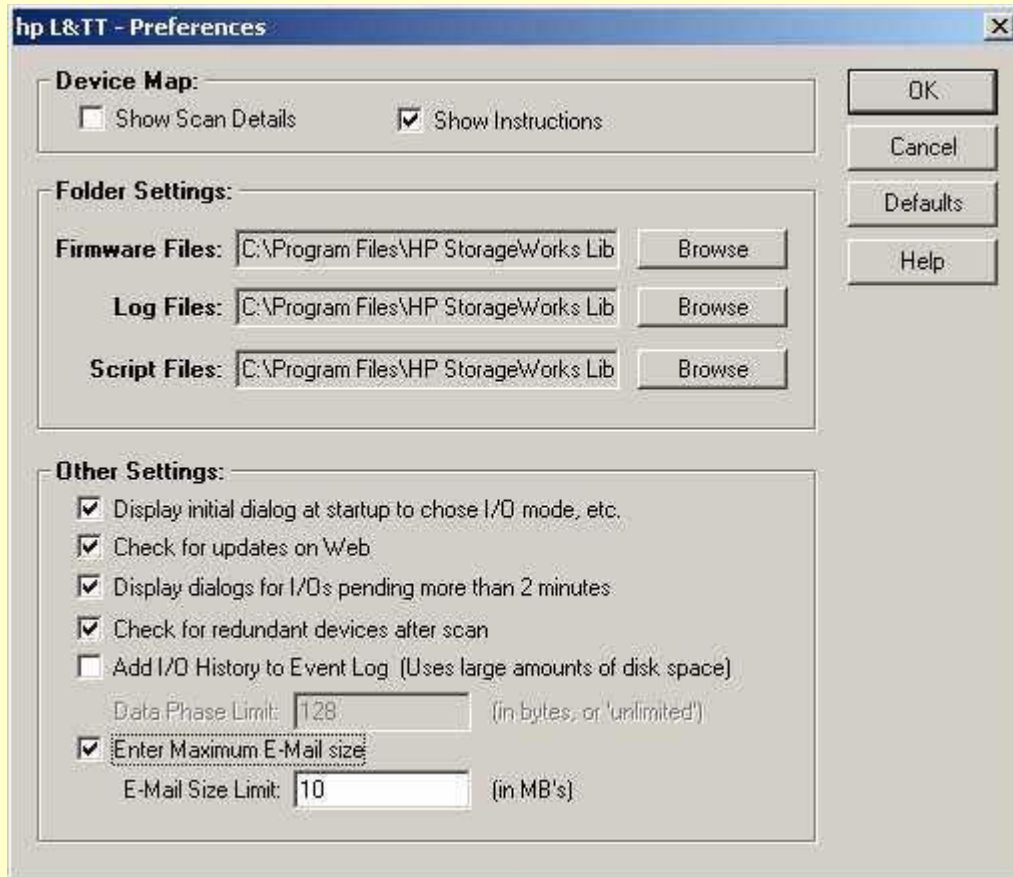 hp L&TT - Preferences
Device Map:
Show Scan Details
Show Instructions
OK
Cancel
Defaults
Help
Folder Settings:
Firmware Files: C:\Program Files\HP StorageWorks Lib Browse
Log Files: C:\Program Files\HP StorageWorks Lib Browse
Script Files: C:\Program Files\HP StorageWorks Lib Browse
Other Settings:
Display initial dialog at startup to chose I/O mode, etc.
Check for updates on Web
Display dialogs for I/Os pending more than 2 minutes
Check for redundant devices after scan
Add I/O History to Event Log (Uses large amounts of disk space)
Data Phase Limit: 128 (in bytes, or 'unlimited')
Enter Maximum E-Mail size
E-Mail Size Limit: 10 (in MB's)